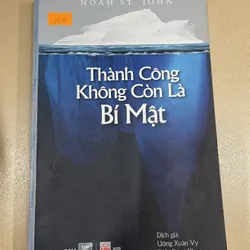 NOAH ST. JOHN
Thành Công
Không Còn Là
Bí Mật
Dịch giả:
Uông Xuân Vy